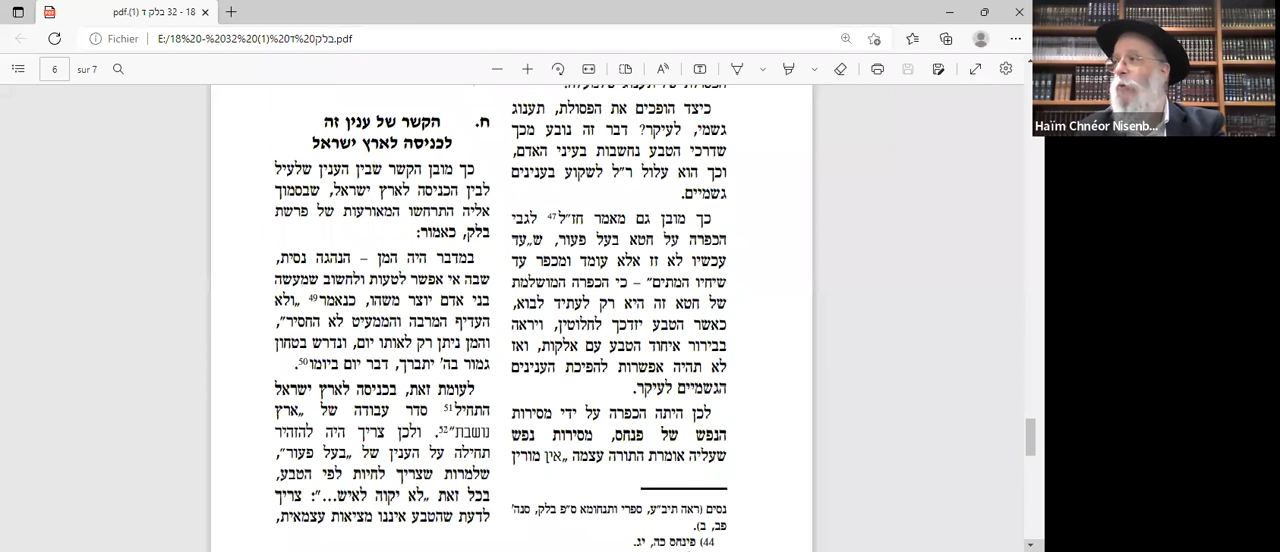 18 - 32 בלק ד (1).pdf
Fichier
E:/18%20-%2032%20בלק%20ד%20(1).pdf
6
sur 7
Haïm Chnéor Nisenb...
כיצד הופכים את הפסולת, תענוג
גשמי, לעיקר? דבר זה נובע מכך
שדרכי הטבע נחשבות בעיני האדם,
וכך הוא עלול ר"ל לשקוע בענינים
גשמיים.
כך מובן גם מאמר חז"ל47 לגבי
הכפרה על חטא בעל פעור, ש„עד
עכשיו לא זז אלא עומד ומכפר עד
שיחיו המתים" – כי הכפרה המושלמת
של חטא זה היא רק לעתיד לבוא,
כאשר הטבע יזדכך לחלוטין, ויראה
בבירור איחוד הטבע עם אלקות, ואז
לא תהיה אפשרות להפיכת הענינים
הגשמיים לעיקר.
לכן היתה הכפרה על ידי מסירות
הנפש של פנחס, מסירות נפש
שעליה אומרת התורה עצמה „אין מורין
נסים (ראה תיב"ע, ספרי ותנחומא ס"פ בלק, סנה'
פב, ב).
44) פינחס כה, יג.
ח. הקשר של ענין זה
לכניסה לארץ ישראל
כך מובן הקשר שבין הענין שלעיל
לבין הכניסה לארץ ישראל, שבסמוך
אליה התרחשו המאורעות של פרשת
בלק, כאמור:
במדבר היה המן – הנהגה נסית,
שבה אי אפשר לטעות ולחשוב שמעשה
בני אדם יוצר משהו, כנאמר49 „ולא
העדיף המרבה והממעיט לא החסיר",
והמן ניתן רק לאותו יום, ונדרש בטחון
גמור בה' יתברך, דבר יום ביומו50.
לעומת זאת, בכניסה לארץ ישראל
התחיל51 סדר עבודה של „ארץ
נושבת"52. ולכן צריך היה להזהיר
תחילה על הענין של „בעל פעור",
שלמרות שצריך לחיות לפי הטבע,
בכל זאת „לא יקוה לאיש...": צריך
לדעת שהטבע איננו מציאות עצמאית,